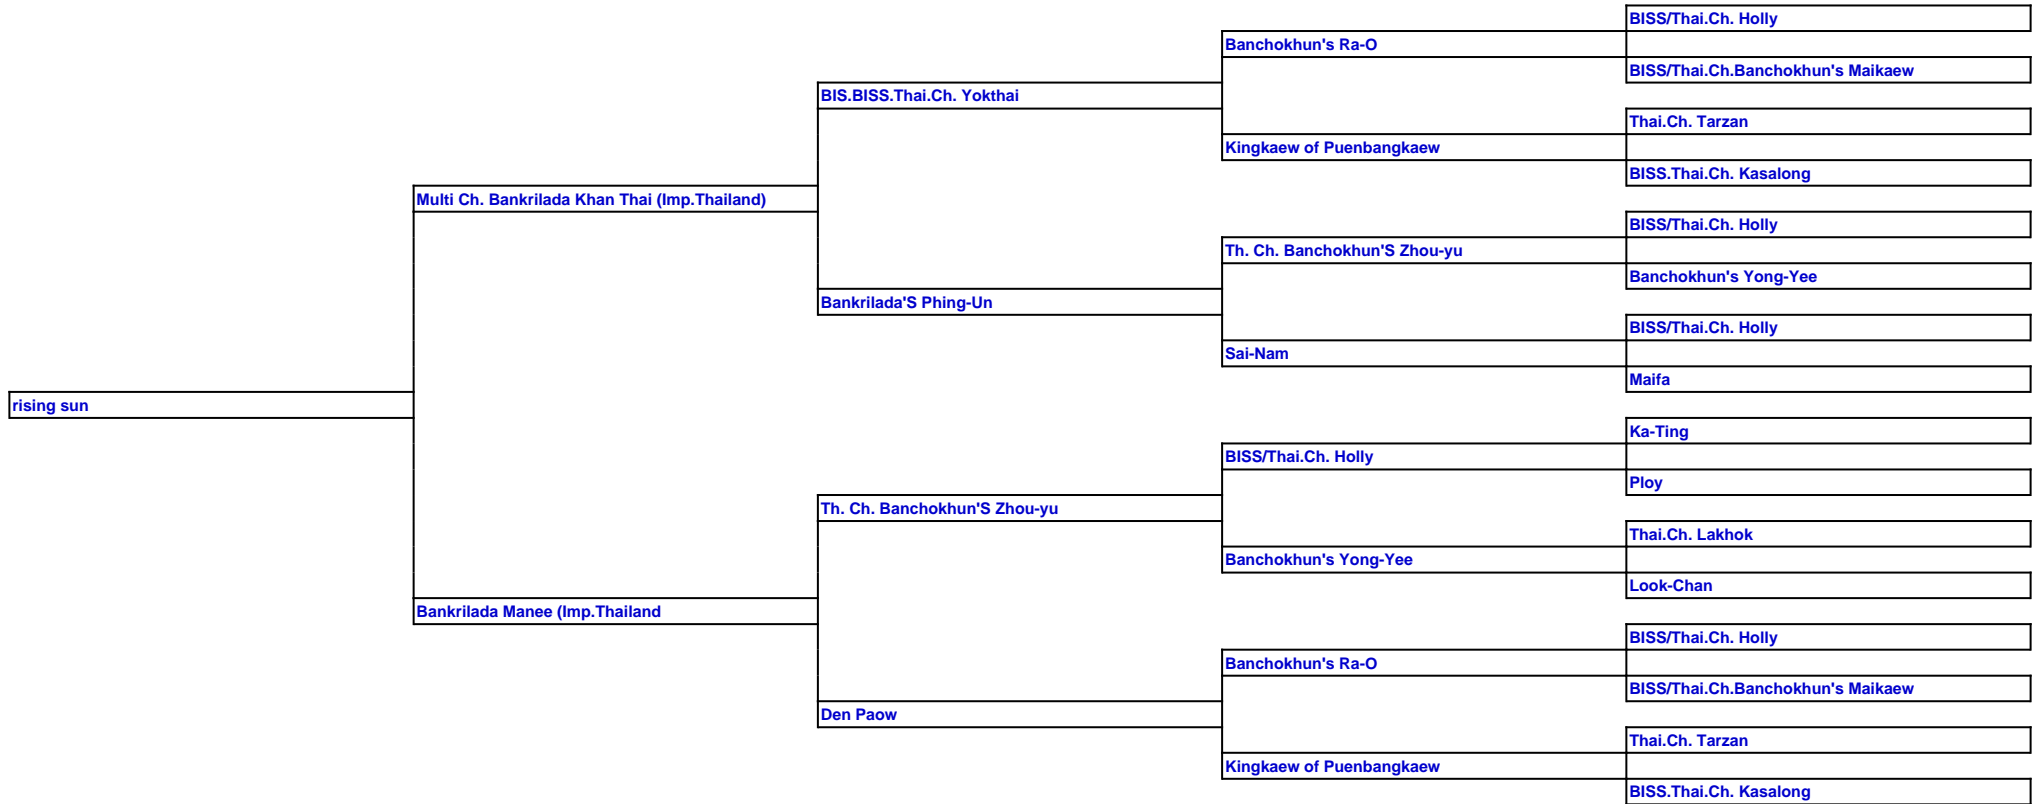 BISS/Thai.Ch. Holly
Banchokhun's Ra-O
BISS/Thai.Ch.Banchokhun's Maikaew
BIS.BISS.Thai.Ch. Yokthai
Thai.Ch. Tarzan
Kingkaew of Puenbangkaew
BISS.Thai.Ch. Kasalong
Multi Ch. Bankrilada Khan Thai (Imp.Thailand)
BISS/Thai.Ch. Holly
Th. Ch. Banchokhun'S Zhou-yu
Banchokhun's Yong-Yee
Bankrilada'S Phing-Un
BISS/Thai.Ch. Holly
Sai-Nam
Maifa
rising sun
Ka-Ting
BISS/Thai.Ch. Holly
Ploy
Th. Ch. Banchokhun'S Zhou-yu
Thai.Ch. Lakhok
Banchokhun's Yong-Yee
Look-Chan
Bankrilada Manee (Imp.Thailand
BISS/Thai.Ch. Holly
Banchokhun's Ra-O
BISS/Thai.Ch.Banchokhun's Maikaew
Den Paow
Thai.Ch. Tarzan
Kingkaew of Puenbangkaew
BISS.Thai.Ch. Kasalong